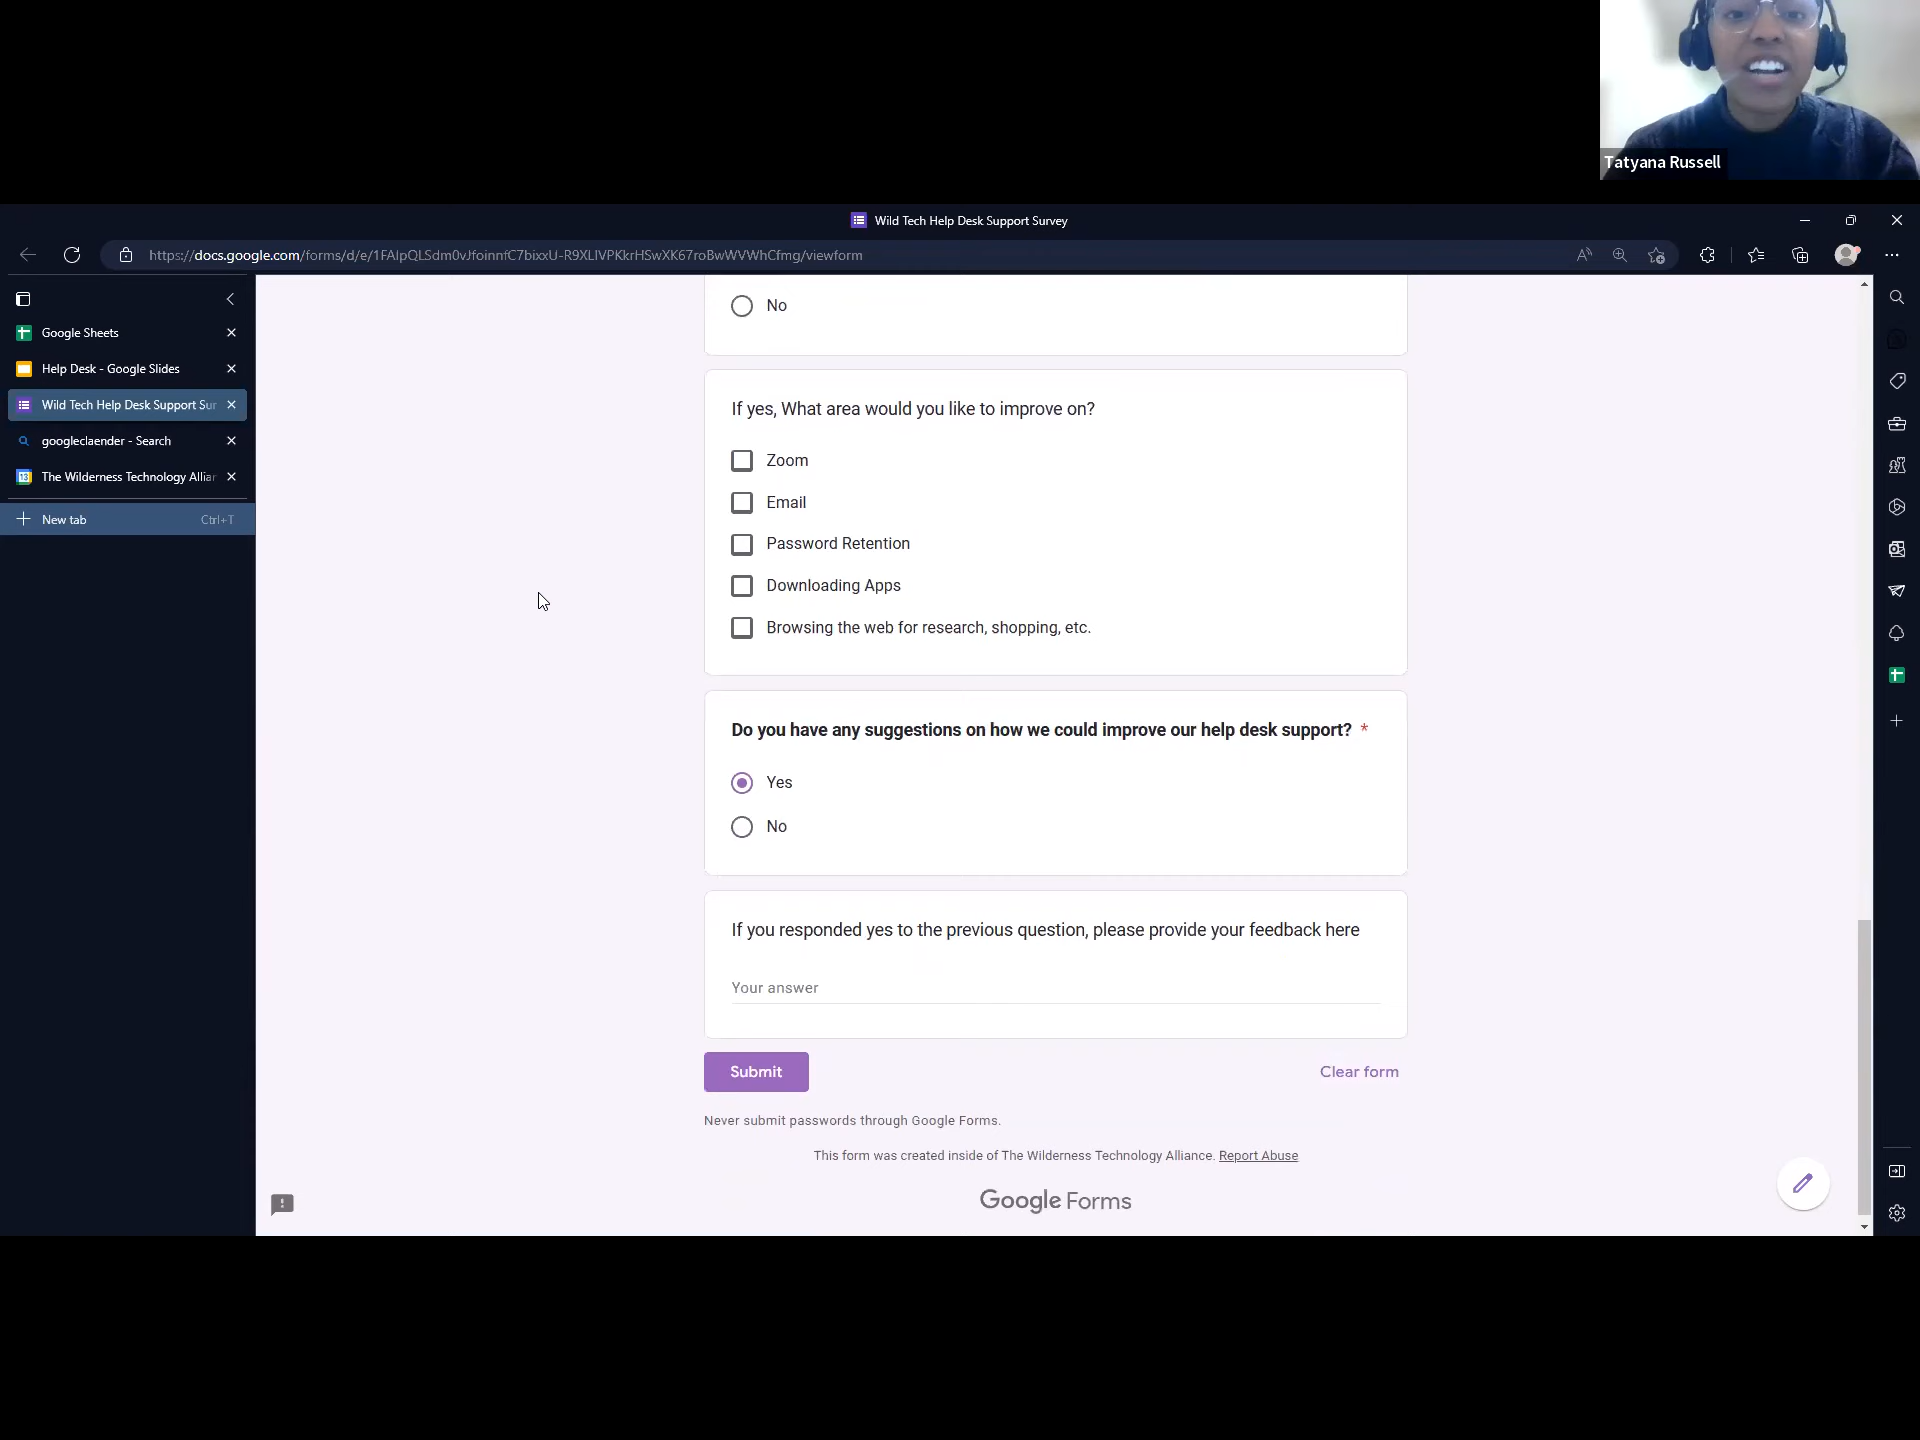 Tatyana Russell
Wild Tech Help Desk Support Survey
https://docs.google.com/forms/d/e/1FAIpQLSdm0vJfoinnfC7bixxU-R9XLIVPKkrHSwXK67roBwWVWhCfmg/viewform
Google Sheets
Help Desk - Google Slides
Wild Tech Help Desk Support Sur
googleclaender - Search
13
The Wilderness Technology Allia
New tab
Ctrl+T
No
If yes, What area would you like to improve on?
Zoom
Email
Password Retention
Downloading Apps
Browsing the web for research, shopping, etc.
Do you have any suggestions on how we could improve our help desk support? *
Yes
No
If you responded yes to the previous question, please provide your feedback here
Your answer
Submit
Clear form
Never submit passwords through Google Forms.
This form was created inside of The Wilderness Technology Alliance. Report Abuse
Google Forms